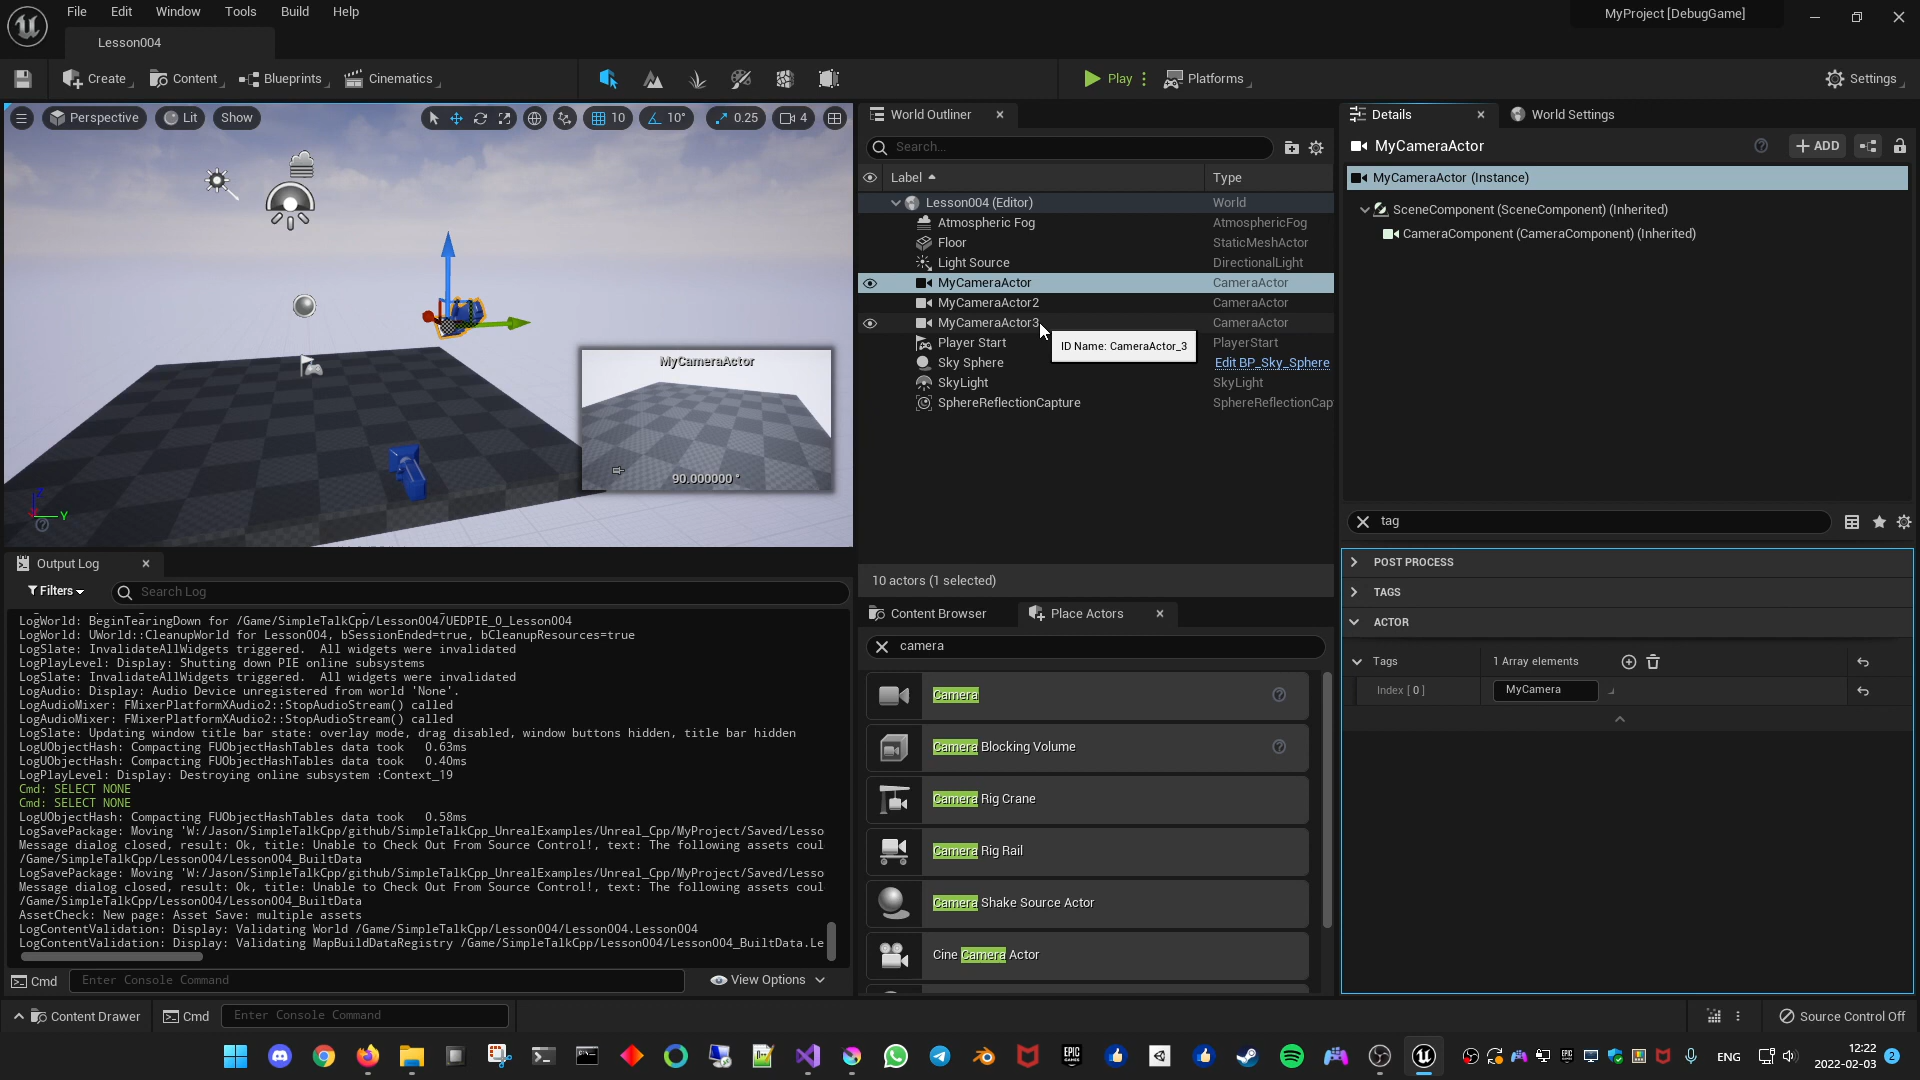 File Edit Window Tools Build Help
MyProject [DebugGame]
Lesson004
Create Content Blueprints Cinematics Play Platforms Settings
Perspective Lit Show 10 10° 0.25 4
MyCameraActor
90.000000 °
Y
World Outliner
Search...
Label Type
Lesson004 (Editor) World
Atmospheric Fog AtmosphericFog
Floor StaticMeshActor
Light Source DirectionalLight
MyCameraActor CameraActor
MyCameraActor2 CameraActor
MyCameraActor3 CameraActor
Player Start PlayerStart
Sky Sphere Edit BP_Sky_Sphere
SkyLight SkyLight
SphereReflectionCapture SphereReflectionCap
ID Name: CameraActor_3
10 actors (1 selected)
Details World Settings
MyCameraActor
ADD
MyCameraActor (Instance)
SceneComponent (SceneComponent) (Inherited)
CameraComponent (CameraComponent) (Inherited)
tag
POST PROCESS
TAGS
ACTOR
Tags 1 Array elements
Index [ 0 ] MyCamera
Output Log
Filters Search Log
LogWorld: BeginTearingDown for /Game/SimpleTalkCpp/Lesson004/UEDPIE_0_Lesson004
LogWorld: UWorld::CleanupWorld for Lesson004, bSessionEnded=true, bCleanupResources=true
LogSlate: InvalidateAllWidgets triggered.  All widgets were invalidated
LogPlayLevel: Display: Shutting down PIE online subsystems
LogSlate: InvalidateAllWidgets triggered.  All widgets were invalidated
LogAudio: Display: Audio Device unregistered from world 'None'.
LogAudioMixer: FMixerPlatformXAudio2::StopAudioStream() called
LogAudioMixer: FMixerPlatformXAudio2::StopAudioStream() called
LogSlate: Updating window title bar state: overlay mode, drag disabled, window buttons hidden, title bar hidden
LogUObjectHash: Compacting FUObjectHashTables data took   0.63ms
LogUObjectHash: Compacting FUObjectHashTables data took   0.40ms
LogPlayLevel: Display: Destroying online subsystem :Context_19
Cmd: SELECT NONE
Cmd: SELECT NONE
LogUObjectHash: Compacting FUObjectHashTables data took   0.58ms
LogSavePackage: Moving 'W:/Jason/SimpleTalkCpp/github/SimpleTalkCpp_UnrealExamples/Unreal_Cpp/MyProject/Saved/Lesso
Message dialog closed, result: Ok, title: Unable to Check Out From Source Control!, text: The following assets coul
/Game/SimpleTalkCpp/Lesson004/Lesson004_BuiltData
LogSavePackage: Moving 'W:/Jason/SimpleTalkCpp/github/SimpleTalkCpp_UnrealExamples/Unreal_Cpp/MyProject/Saved/Lesso
Message dialog closed, result: Ok, title: Unable to Check Out From Source Control!, text: The following assets coul
/Game/SimpleTalkCpp/Lesson004/Lesson004_BuiltData
AssetCheck: New page: Asset Save: multiple assets
LogContentValidation: Display: Validating World /Game/SimpleTalkCpp/Lesson004/Lesson004.Lesson004
LogContentValidation: Display: Validating MapBuildDataRegistry /Game/SimpleTalkCpp/Lesson004/Lesson004_BuiltData.Le
Cmd Enter Console Command View Options
Content Browser Place Actors
camera
Camera
Camera Blocking Volume
Camera Rig Crane
Camera Rig Rail
Camera Shake Source Actor
Cine Camera Actor
Content Drawer Cmd Enter Console Command Source Control Off
ENG 12:22
2022-02-03 2